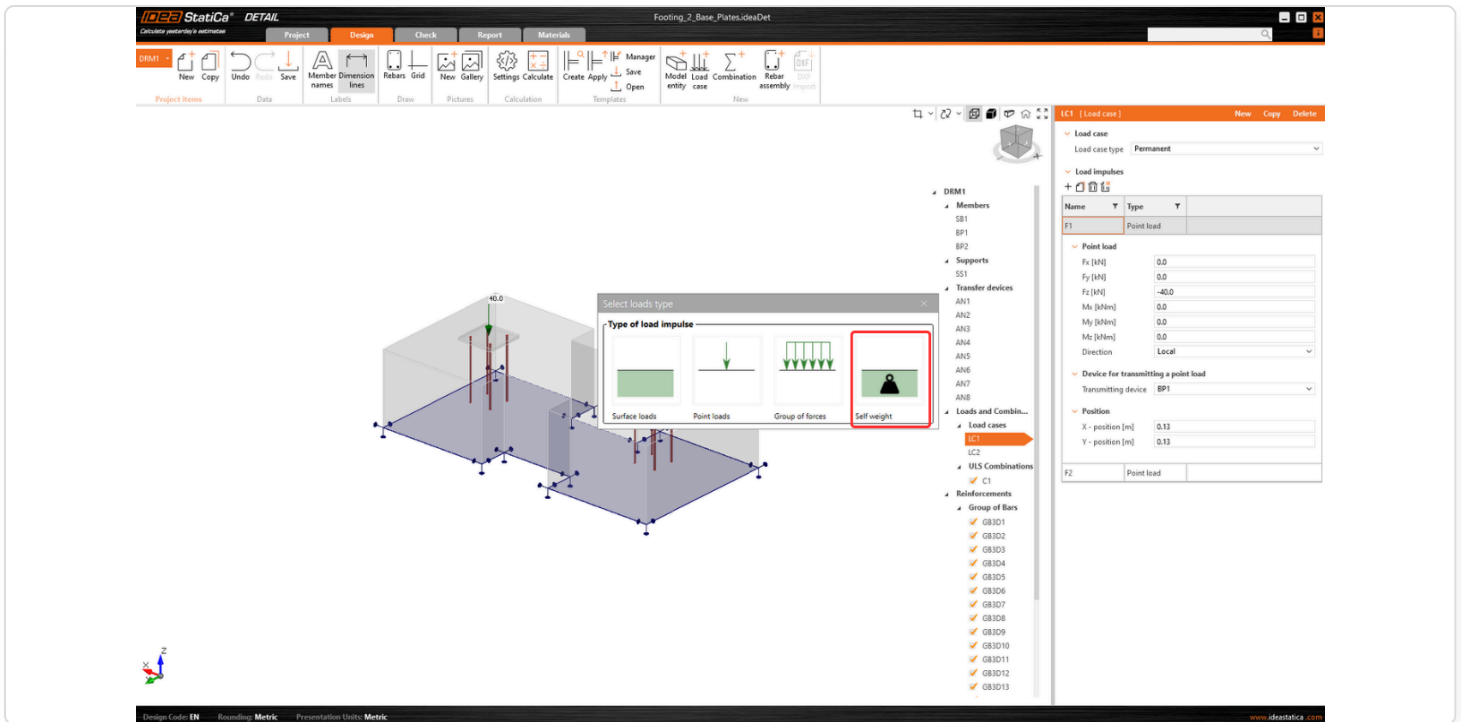 IDEA StatiCa® DETAIL
Calculate yesterday's estimates
Footing_2_Base_Plates.ideaDet
Project Design Check Report Materials
DRM1
New Copy Undo Redo Save Member names Dimension lines Rebars Grid New Gallery Settings Calculate Create Apply Manager Save Open Model entity Load case Combination Rebar assembly DXF Import
Project items Data Labels Draw Pictures Calculation Templates New
LC1 [Load case] New Copy Delete
Load case
Load case type Permanent
Load impulses
Name Type
F1 Point load
Point load
Fx [kN] 0.0
Fy [kN] 0.0
Fz [kN] -40.0
Mx [kNm] 0.0
My [kNm] 0.0
Mz [kNm] 0.0
Direction Local
Device for transmitting a point load
Transmitting device BP1
Position
X - position [m] 0.13
Y - position [m] 0.13
F2 Point load
DRM1
Members
SB1
BP1
BP2
Supports
SS1
Transfer devices
AN1
AN2
AN3
AN4
AN5
AN6
AN7
AN8
Loads and Combin...
Load cases
LC1
LC2
ULS Combinations
C1
Reinforcements
Group of Bars
GB3D1
GB3D2
GB3D3
GB3D4
GB3D5
GB3D6
GB3D7
GB3D8
GB3D9
GB3D10
GB3D11
GB3D12
GB3D13
40.0
Select loads type
Type of load impulse
Surface loads Point loads Group of forces Self weight
Z
X
Design Code: EN Rounding: Metric Presentation Units: Metric
www.ideastatica.com